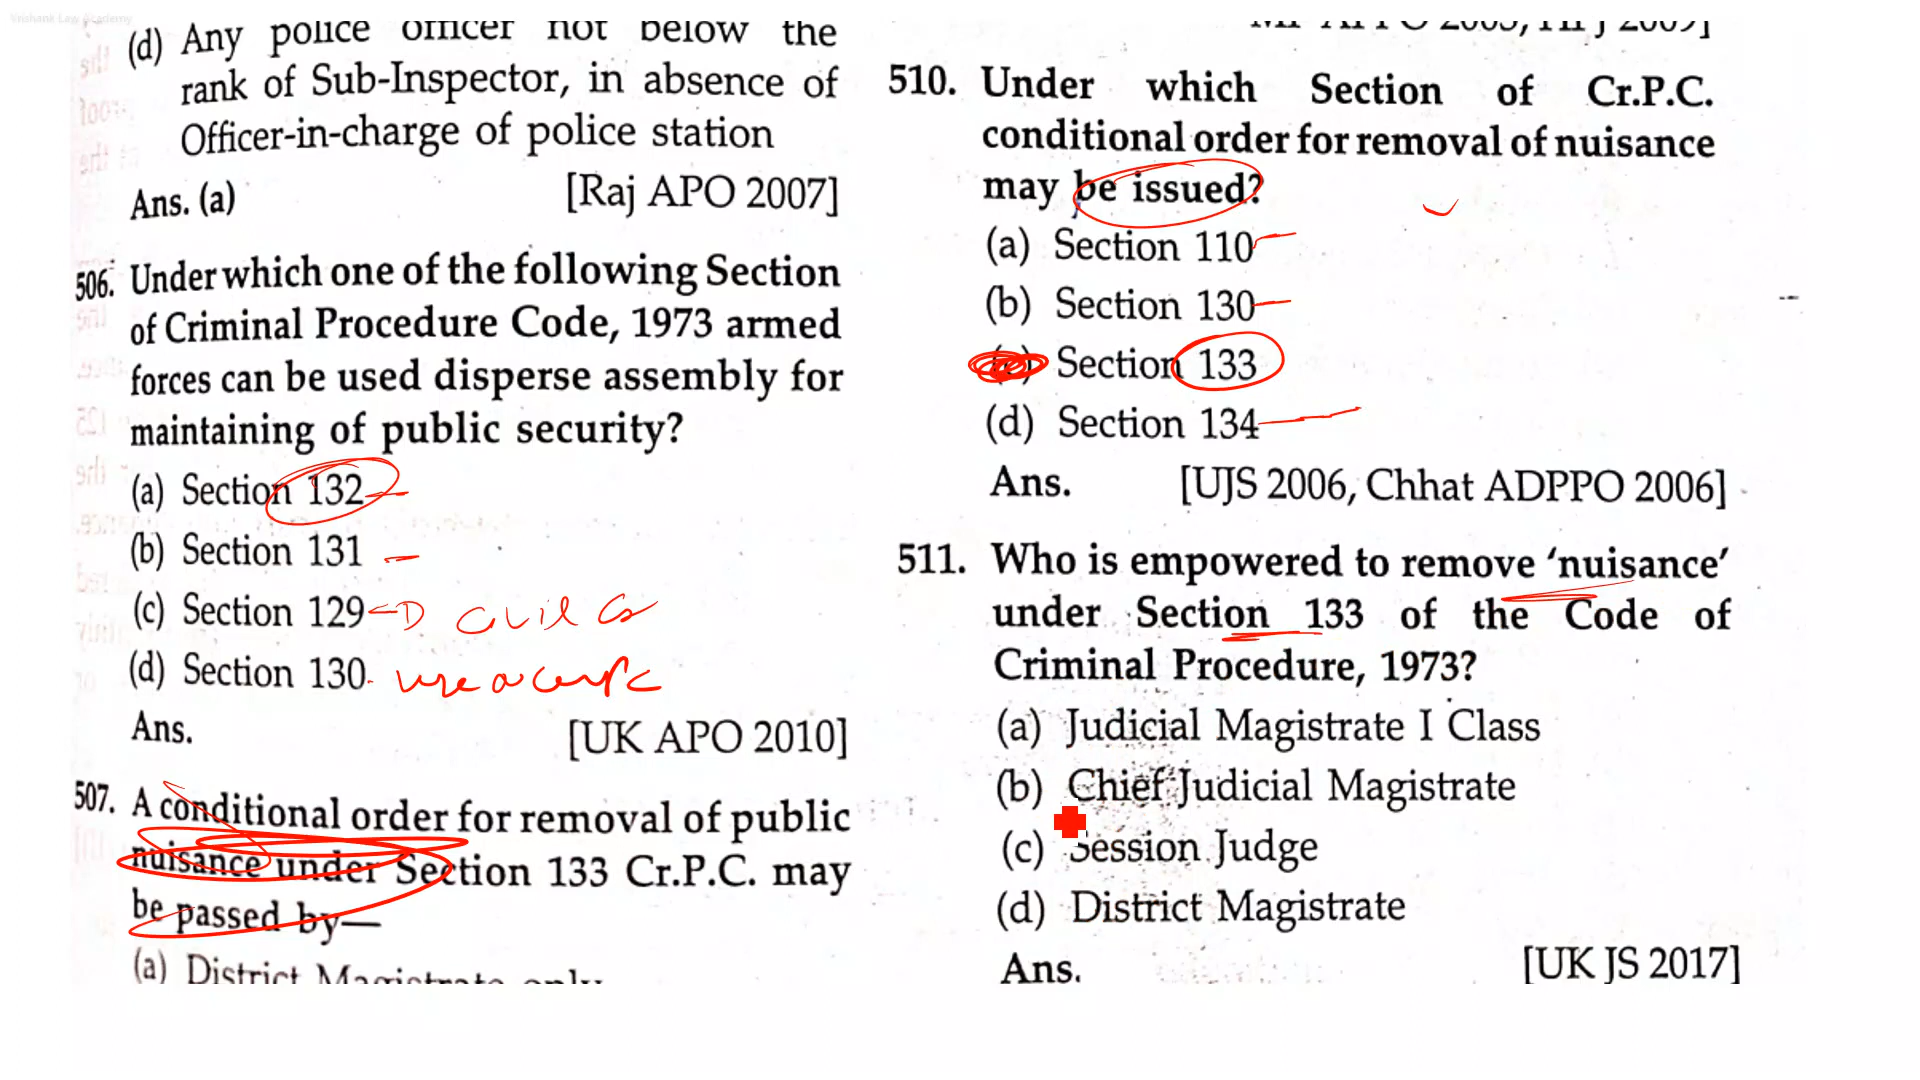 Vrishank Law Academy
(d) Any police officer not below the
rank of Sub-Inspector, in absence of
Officer-in-charge of police station
Ans. (a) [Raj APO 2007]
506. Under which one of the following Section
of Criminal Procedure Code, 1973 armed
forces can be used disperse assembly for
maintaining of public security?
(a) Section 132
(b) Section 131
(c) Section 129
(d) Section 130
Ans. [UK APO 2010]
507. A conditional order for removal of public
nuisance under Section 133 Cr.P.C. may
be passed by—
(a) District Magistrate only
510. Under which Section of Cr.P.C.
conditional order for removal of nuisance
may be issued?
(a) Section 110
(b) Section 130
(c) Section 133
(d) Section 134
Ans. [UJS 2006, Chhat ADPPO 2006]
511. Who is empowered to remove ‘nuisance’
under Section 133 of the Code of
Criminal Procedure, 1973?
(a) Judicial Magistrate I Class
(b) Chief Judicial Magistrate
(c) Session Judge
(d) District Magistrate
Ans. [UK JS 2017]